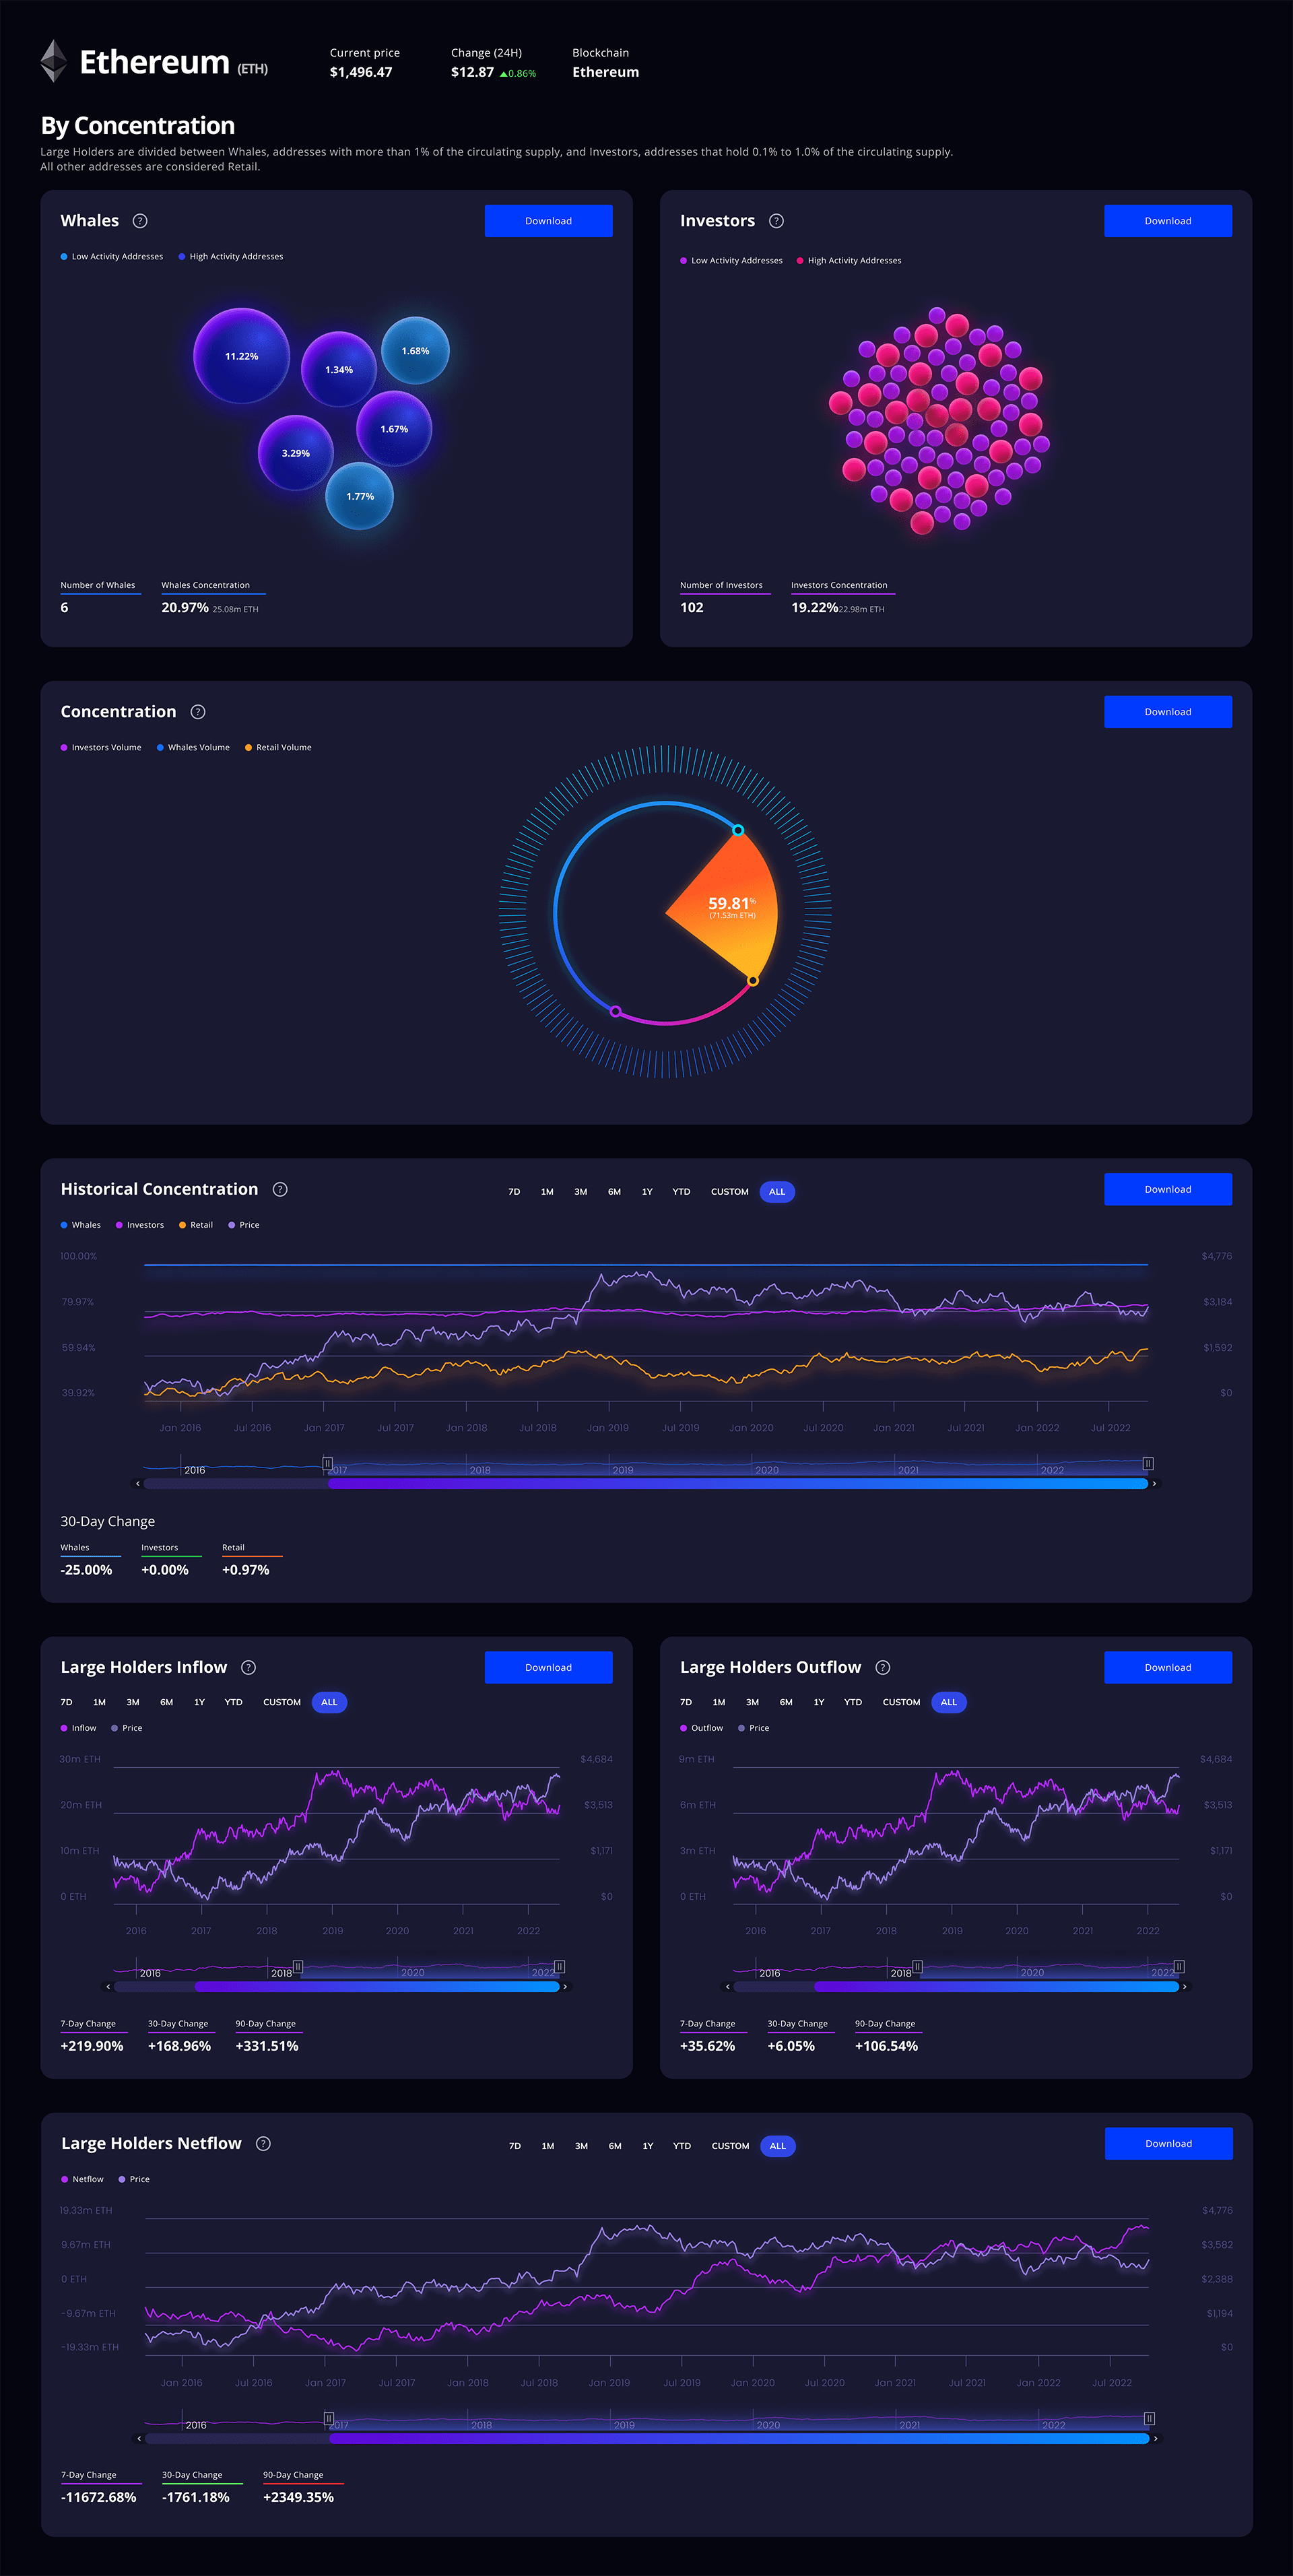 Ethereum (ETH)
Current price
$1,496.47
Change (24H)
$12.87 ▲0.86%
Blockchain
Ethereum
By Concentration
Large Holders are divided between Whales, addresses with more than 1% of the circulating supply, and Investors, addresses that hold 0.1% to 1.0% of the circulating supply.
All other addresses are considered Retail.
Whales ?
Download
Low Activity Addresses High Activity Addresses
11.22%
1.34%
1.68%
1.67%
3.29%
1.77%
Number of Whales
6
Whales Concentration
20.97% 25.08m ETH
Investors ?
Download
Low Activity Addresses High Activity Addresses
Number of Investors
102
Investors Concentration
19.22%22.98m ETH
Concentration ?
Download
Investors Volume Whales Volume Retail Volume
59.81%
(71.53m ETH)
Historical Concentration ?
7D 1M 3M 6M 1Y YTD CUSTOM ALL
Download
Whales Investors Retail Price
100.00% $4,776
79.97% $3,184
59.94% $1,592
39.92% $0
Jan 2016 Jul 2016 Jan 2017 Jul 2017 Jan 2018 Jul 2018 Jan 2019 Jul 2019 Jan 2020 Jul 2020 Jan 2021 Jul 2021 Jan 2022 Jul 2022
2016 2017 2018 2019 2020 2021 2022
30-Day Change
Whales
-25.00%
Investors
+0.00%
Retail
+0.97%
Large Holders Inflow ?
Download
7D 1M 3M 6M 1Y YTD CUSTOM ALL
Inflow Price
30m ETH $4,684
20m ETH $3,513
10m ETH $1,171
0 ETH $0
2016 2017 2018 2019 2020 2021 2022
2016 2018 2020 2022
7-Day Change
+219.90%
30-Day Change
+168.96%
90-Day Change
+331.51%
Large Holders Outflow ?
Download
7D 1M 3M 6M 1Y YTD CUSTOM ALL
Outflow Price
9m ETH $4,684
6m ETH $3,513
3m ETH $1,171
0 ETH $0
2016 2017 2018 2019 2020 2021 2022
2016 2018 2020 2022
7-Day Change
+35.62%
30-Day Change
+6.05%
90-Day Change
+106.54%
Large Holders Netflow ?
7D 1M 3M 6M 1Y YTD CUSTOM ALL
Download
Netflow Price
19.33m ETH $4,776
9.67m ETH $3,582
0 ETH $2,388
-9.67m ETH $1,194
-19.33m ETH $0
Jan 2016 Jul 2016 Jan 2017 Jul 2017 Jan 2018 Jul 2018 Jan 2019 Jul 2019 Jan 2020 Jul 2020 Jan 2021 Jul 2021 Jan 2022 Jul 2022
2016 2017 2018 2019 2020 2021 2022
7-Day Change
-11672.68%
30-Day Change
-1761.18%
90-Day Change
+2349.35%